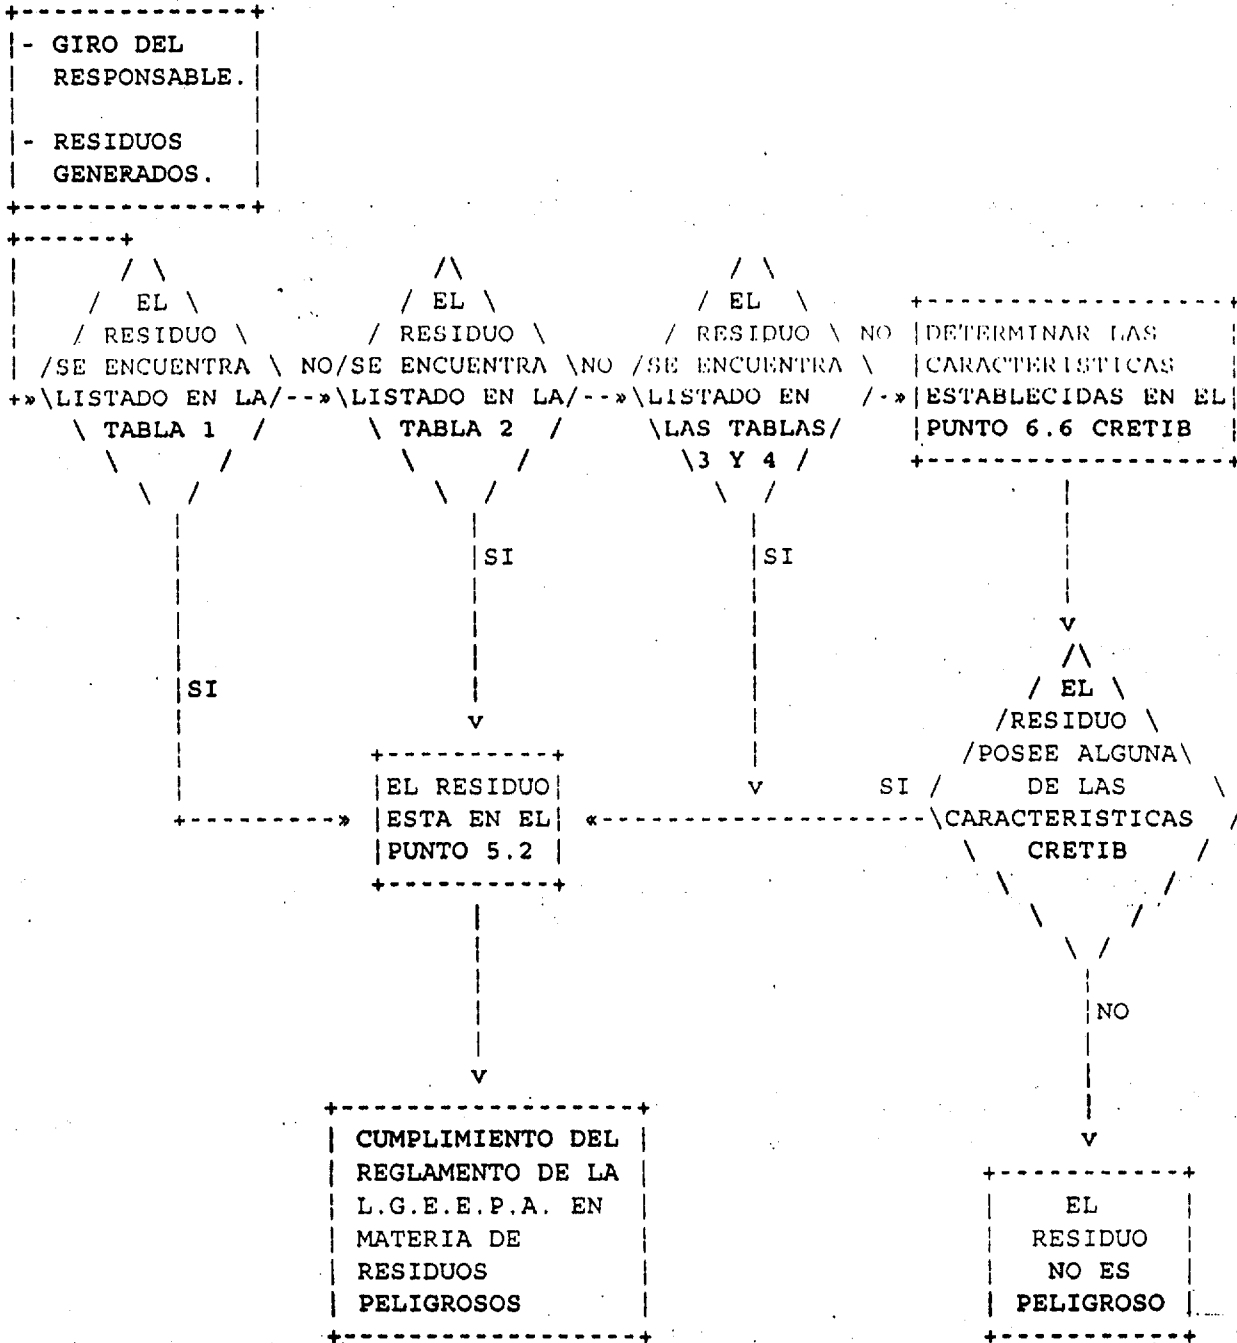 - GIRO DEL
RESPONSABLE.
- RESIDUOS
GENERADOS.
EL
RESIDUO
SE ENCUENTRA
LISTADO EN LA
TABLA 1
NO
EL
RESIDUO
SE ENCUENTRA
LISTADO EN LA
TABLA 2
NO
EL
RESIDUO
SE ENCUENTRA
LISTADO EN
LAS TABLAS
3 Y 4
NO
DETERMINAR LAS
CARACTERISTICAS
ESTABLECIDAS EN EL
PUNTO 6.6 CRETIB
SI
SI
SI
EL
RESIDUO
POSEE ALGUNA
DE LAS
CARACTERISTICAS
CRETIB
SI
EL RESIDUO
ESTA EN EL
PUNTO 5.2
NO
CUMPLIMIENTO DEL
REGLAMENTO DE LA
L.G.E.E.P.A. EN
MATERIA DE
RESIDUOS
PELIGROSOS
EL
RESIDUO
NO ES
PELIGROSO